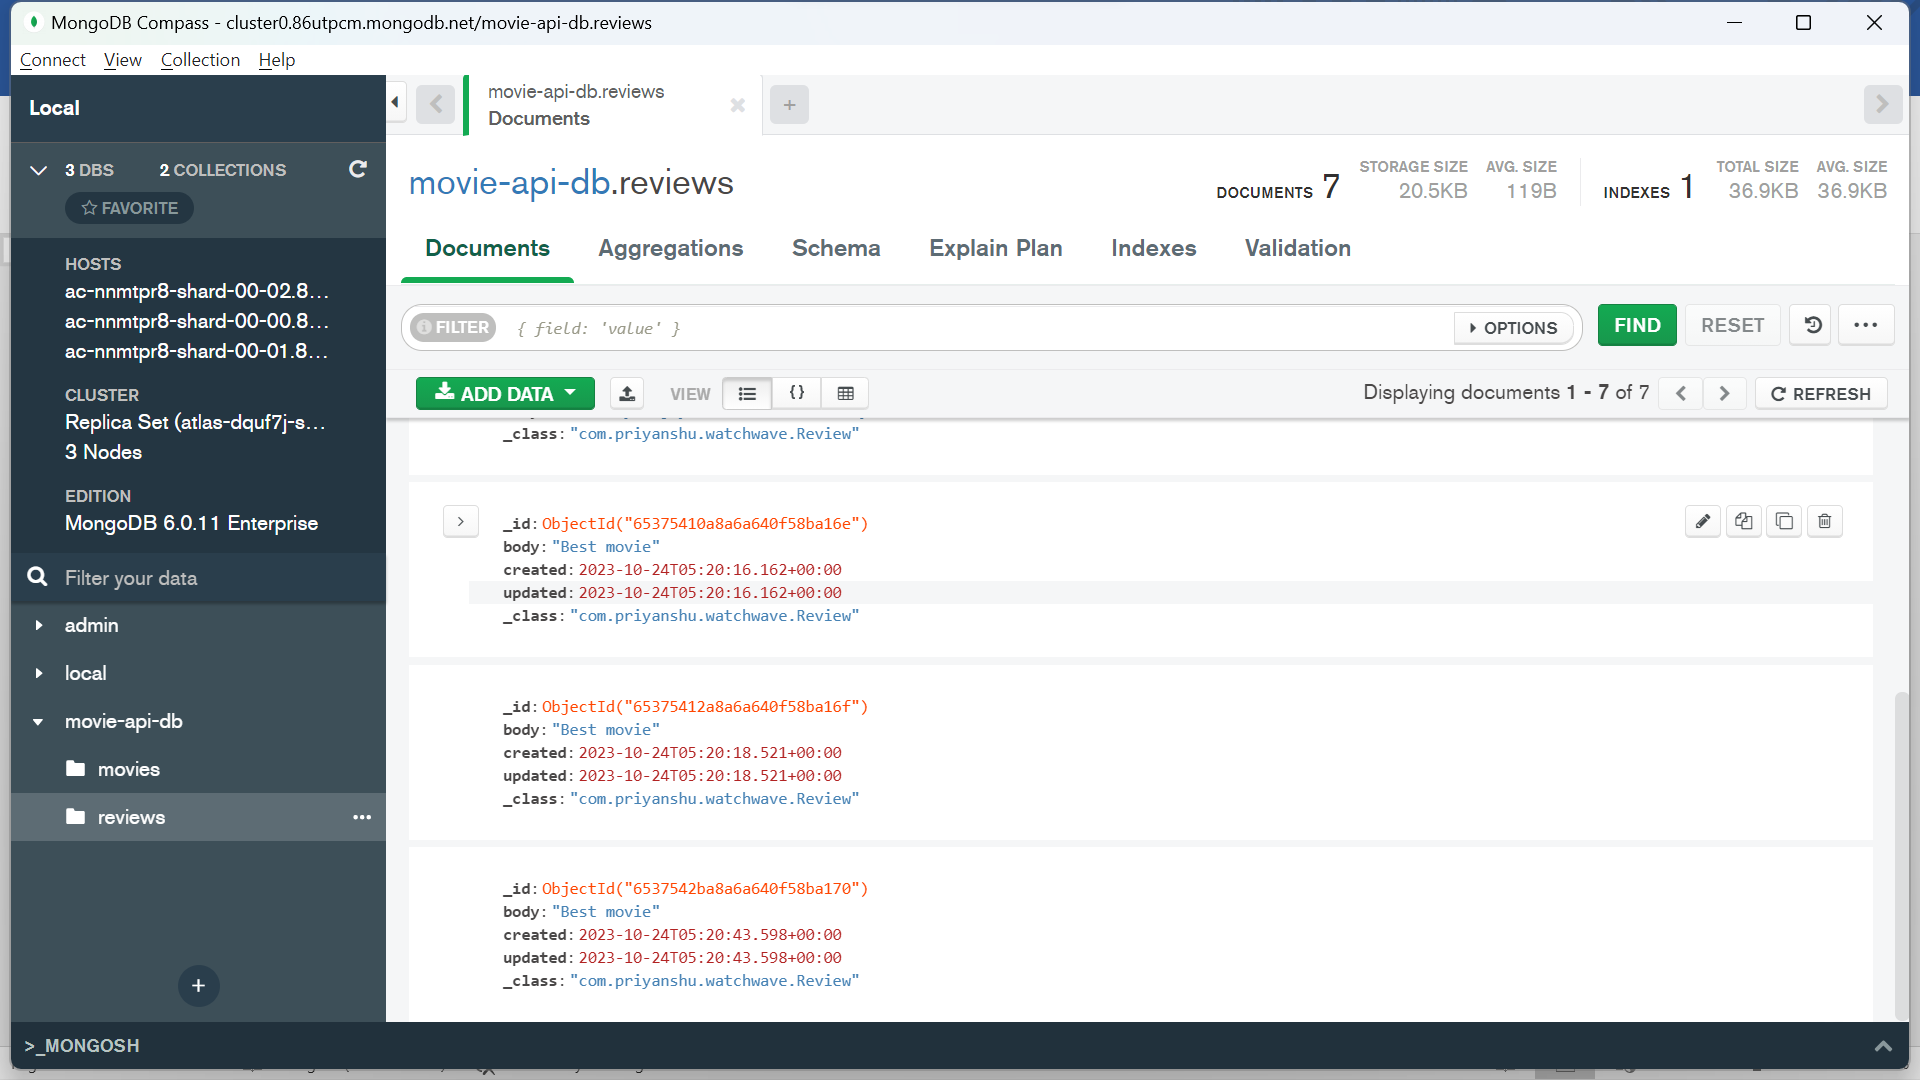 MongoDB Compass - cluster0.86utpcm.mongodb.net/movie-api-db.reviews
Connect View Collection Help
Local
3 DBS 2 COLLECTIONS
FAVORITE
HOSTS
ac-nnmtpr8-shard-00-02.8...
ac-nnmtpr8-shard-00-00.8...
ac-nnmtpr8-shard-00-01.8...
CLUSTER
Replica Set (atlas-dquf7j-s...
3 Nodes
EDITION
MongoDB 6.0.11 Enterprise
Filter your data
admin
local
movie-api-db
movies
reviews
movie-api-db.reviews
Documents
movie-api-db.reviews
DOCUMENTS 7
STORAGE SIZE 20.5KB
AVG. SIZE 119B
INDEXES 1
TOTAL SIZE 36.9KB
AVG. SIZE 36.9KB
Documents Aggregations Schema Explain Plan Indexes Validation
FILTER { field: 'value' } OPTIONS FIND RESET
ADD DATA VIEW {} Displaying documents 1 - 7 of 7 REFRESH
_class: "com.priyanshu.watchwave.Review"
_id: ObjectId("65375410a8a6a640f58ba16e")
body: "Best movie"
created: 2023-10-24T05:20:16.162+00:00
updated: 2023-10-24T05:20:16.162+00:00
_class: "com.priyanshu.watchwave.Review"
_id: ObjectId("65375412a8a6a640f58ba16f")
body: "Best movie"
created: 2023-10-24T05:20:18.521+00:00
updated: 2023-10-24T05:20:18.521+00:00
_class: "com.priyanshu.watchwave.Review"
_id: ObjectId("6537542ba8a6a640f58ba170")
body: "Best movie"
created: 2023-10-24T05:20:43.598+00:00
updated: 2023-10-24T05:20:43.598+00:00
_class: "com.priyanshu.watchwave.Review"
>_MONGOSH